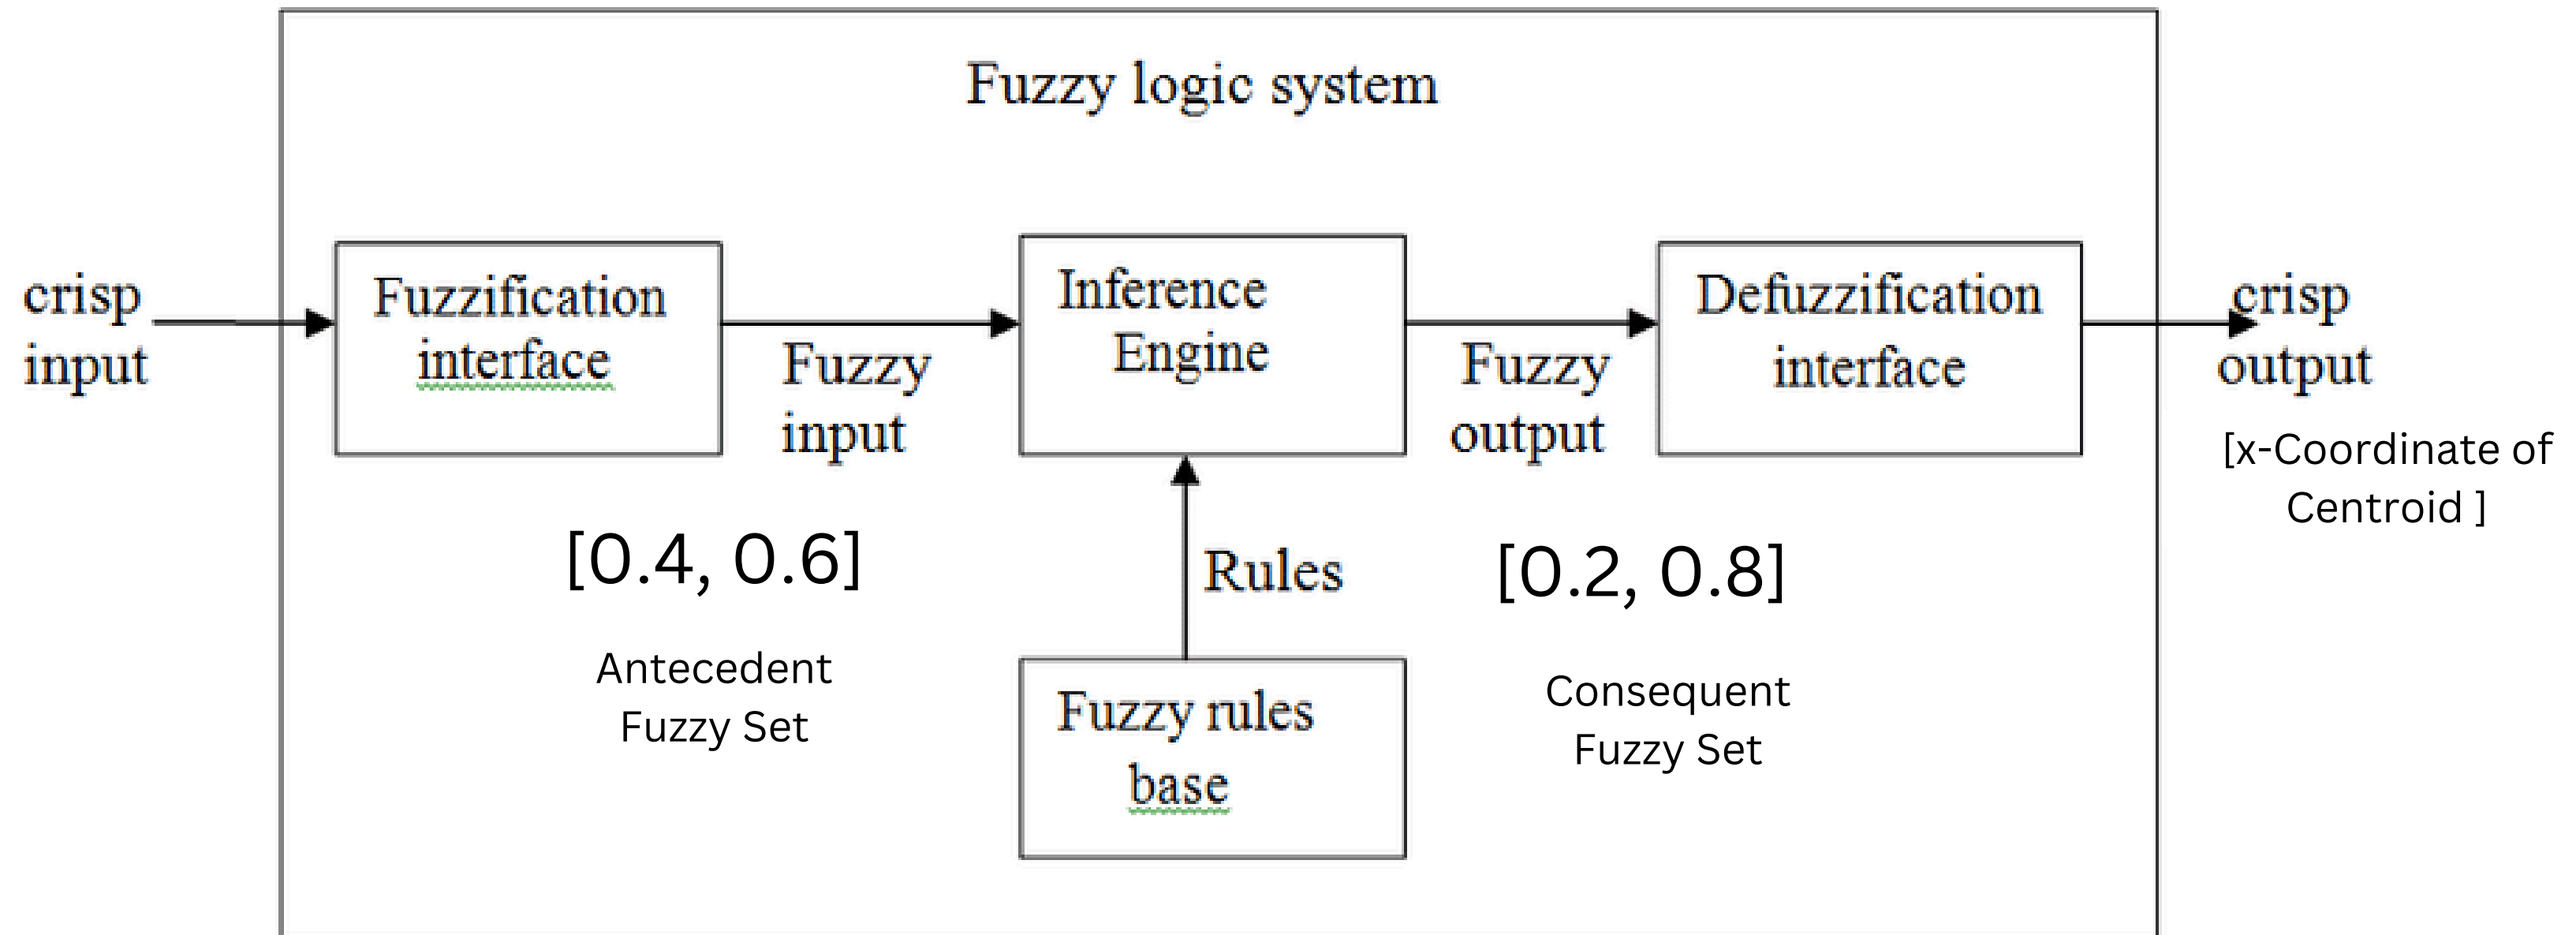 Fuzzy logic system
crisp
input
Fuzzification
interface
Fuzzy
input
Inference
Engine
Fuzzy
output
Defuzzification
interface
crisp
output
[x-Coordinate of
Centroid ]
[0.4, 0.6]
Antecedent
Fuzzy Set
Rules
[0.2, 0.8]
Consequent
Fuzzy Set
Fuzzy rules
base